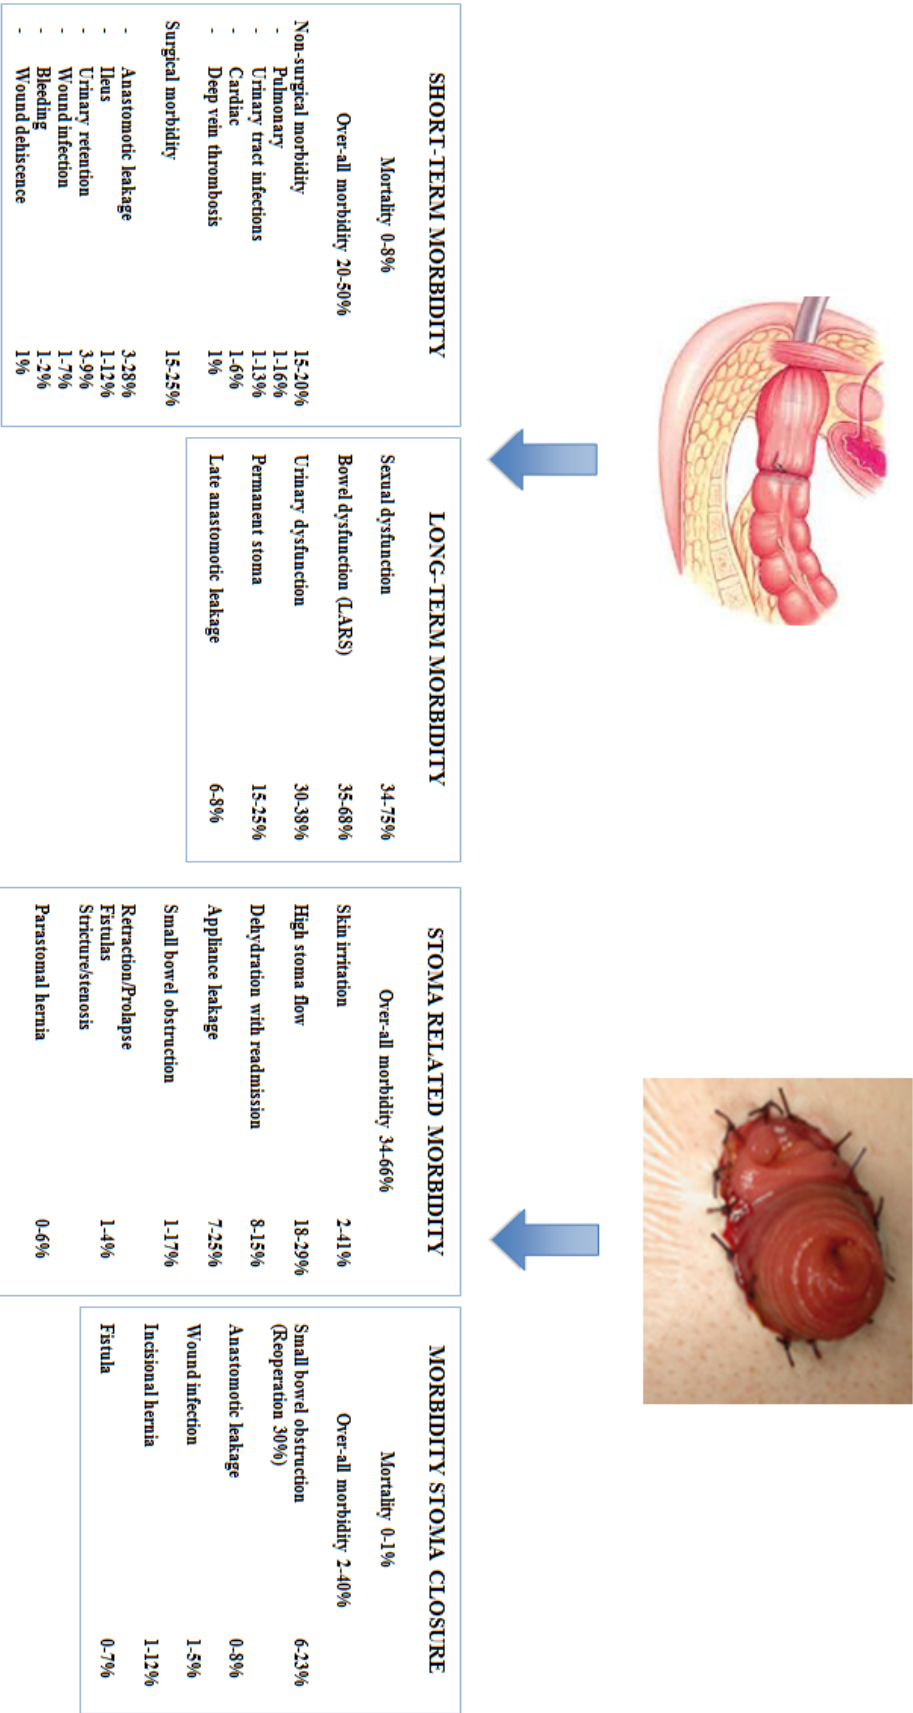 SHORT-TERM MORBIDITY
Mortality 0-8%
Over-all morbidity 20-50%
Non-surgical morbidity 15-20%
- Pulmonary 1-16%
- Urinary tract infections 1-13%
- Cardiac 1-6%
- Deep vein thrombosis 1%
Surgical morbidity 15-25%
- Anastomotic leakage 3-28%
- Ileus 1-12%
- Urinary retention 3-9%
- Wound infection 1-7%
- Bleeding 1-2%
- Wound dehiscence 1%
LONG-TERM MORBIDITY
Sexual dysfunction 34-75%
Bowel dysfunction (LARS) 35-68%
Urinary dysfunction 30-38%
Permanent stoma 15-25%
Late anastomotic leakage 6-8%
STOMA RELATED MORBIDITY
Over-all morbidity 34-66%
Skin irritation 2-41%
High stoma flow 18-29%
Dehydration with readmission 8-15%
Appliance leakage 7-25%
Small bowel obstruction 1-17%
Retraction/Prolapse
Fistulas 1-4%
Stricture/stenosis
Parastomal hernia 0-6%
MORBIDITY STOMA CLOSURE
Mortality 0-1%
Over-all morbidity 2-40%
Small bowel obstruction 6-23%
(Reoperation 30%)
Anastomotic leakage 0-8%
Wound infection 1-5%
Incisional hernia 1-12%
Fistula 0-7%